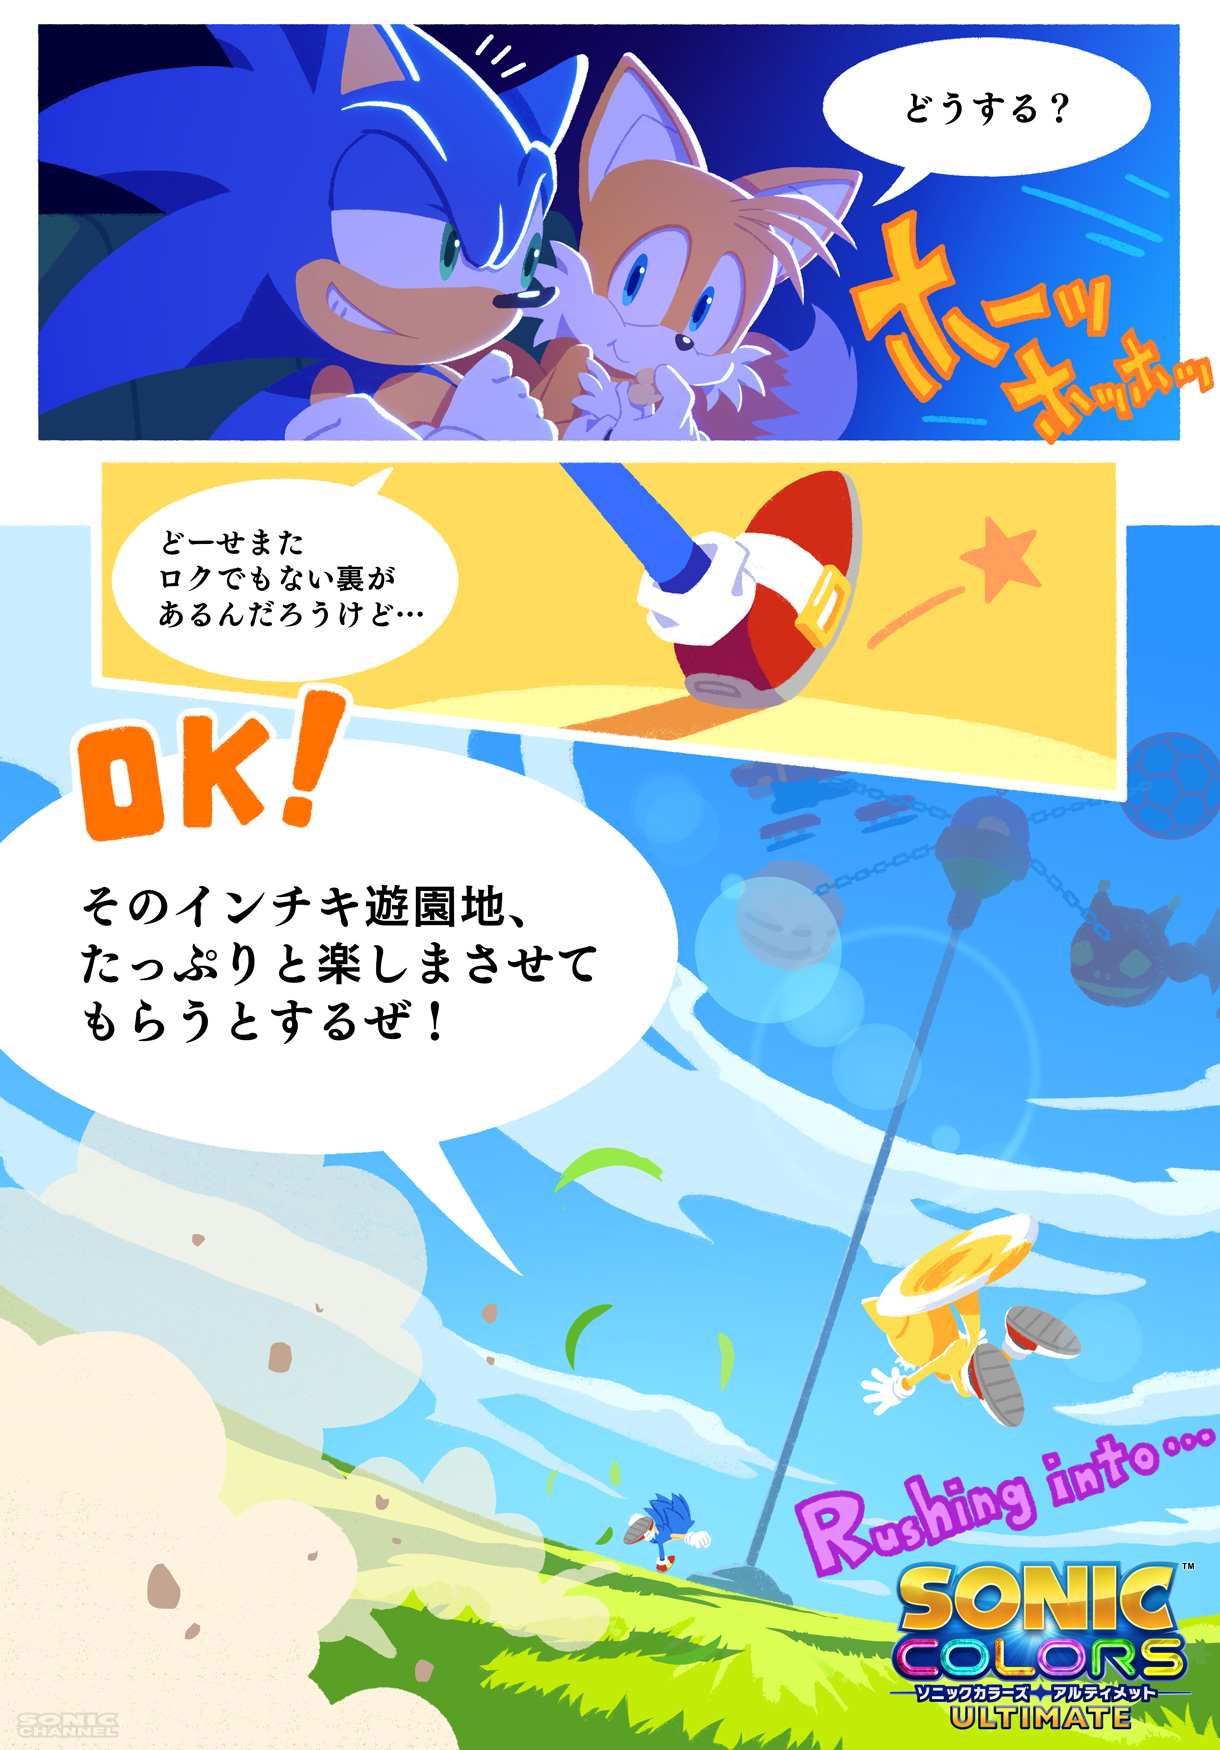 どうする？
ホーッ
ホッホッ
どーせまた
ロクでもない裏が
あるんだろうけど…
OK!
そのインチキ遊園地、
たっぷりと楽しませて
もらうとするぜ！
Rushing into…
SONIC™
COLORS
ソニックカラーズ アルティメット
ULTIMATE
SONIC
CHANNEL